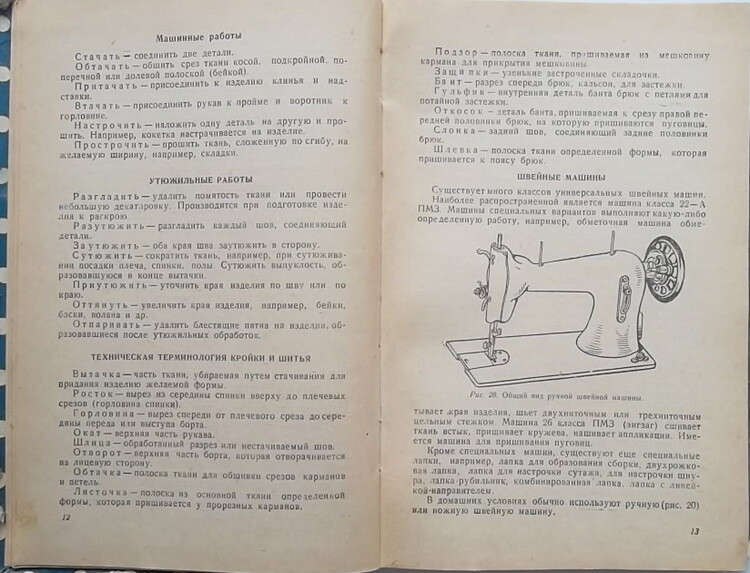 Машинные работы
Стачать — соединить две детали.
Обтачать — обшить срез ткани косой, подкройной, по-
перечной или долевой полоской (бейкой).
Притачать — присоединить к изделию клинья и над-
ставки.
Втачать — присоединить рукав к пройме и воротник к
горловине.
Настрочить — наложить одну деталь на другую и про-
шить. Например, кокетка настрачивается на изделие.
Прострочить — прошить ткань, сложенную по сгибу, на
желаемую ширину, например, складки.
УТЮЖИЛЬНЫЕ РАБОТЫ
Разгладить — удалить помятость ткани или провести
небольшую декатировку. Производится при подготовке изде-
лия к раскрою.
Разутюжить — разгладить каждый шов, соединяющий
детали.
Заутюжить — оба края шва заутюжить в сторону.
Сутюжить — сократить ткань, например, при сутюжива-
нии посадки плеча, спинки, полы. Сутюжить выпуклость, об-
разовавшуюся в конце вытачки.
Приутюжить — уточнить края изделия по шву или по
краю.
Оттянуть — увеличить края изделия, например, бейки,
баски, волана и др.
Отпаривать — удалить блестящие пятна на изделии, об-
разовавшиеся после утюжильных обработок.
ТЕХНИЧЕСКАЯ ТЕРМИНОЛОГИЯ КРОЙКИ И ШИТЬЯ
Вытачка — часть ткани, убираемая путем стачивания для
придания изделию желаемой формы.
Росток — вырез из середины спинки вверху до плечевых
срезов (горловина спинки).
Горловина — вырез спереди от плечевого среза до сере-
дины переда или выступа борта.
Окат — верхняя часть рукава.
Шлица — обработанный разрез или нестачиваемый шов.
Отворот — верхняя часть борта, которая отворачивается
на лицевую сторону.
Обтачка — полоска ткани для обшивки срезов карманов
и петель
Листочка — полоска из основной ткани определенной
формы, которая пришивается у прорезных карманов.
12
Подзор — полоска ткани, пришиваемая на мешковину
кармана для прикрытия мешковины.
Защипки — узенькие застроченные складочки.
Бант — разрез спереди брюк, кальсон, для застежки.
Гульфик — внутренняя деталь банта брюк с петлями для
потайной застежки.
Откосок — деталь банта, пришиваемая к срезу правой пе-
редней половинки брюк, на которую пришиваются пуговицы.
Слонка — задний шов, соединяющий задние половинки
брюк.
Шлевка — полоска ткани определенной формы, которая
пришивается к поясу брюк.
ШВЕЙНЫЕ МАШИНЫ
Существует много классов универсальных швейных машин.
Наиболее распространенной является машина класса 22—А
ПМЗ. Машины специальных вариантов выполняют какую-либо
определенную работу, например, обметочная машина обме-
Рис. 20. Общий вид ручной швейной машины.
тывает края изделия, шьет двухниточным или трехниточным
цельным стежком. Машина 26 класса ПМЗ (зигзаг) сшивает
ткань встык, пришивает кружева, нашивает аппликации. Име-
ется машина для пришивания пуговиц.
Кроме специальных машин, существуют еще специальные
лапки, например, лапка для образования сборки, двухрожко-
вая лапка, лапка для настрочки сутажа, для настрочки шну-
ра, лапка-рубильник, комбинированная лапка, лапка с линей-
кой-направителем.
В домашних условиях обычно используют ручную (рис. 20)
или ножную швейную машину.
13